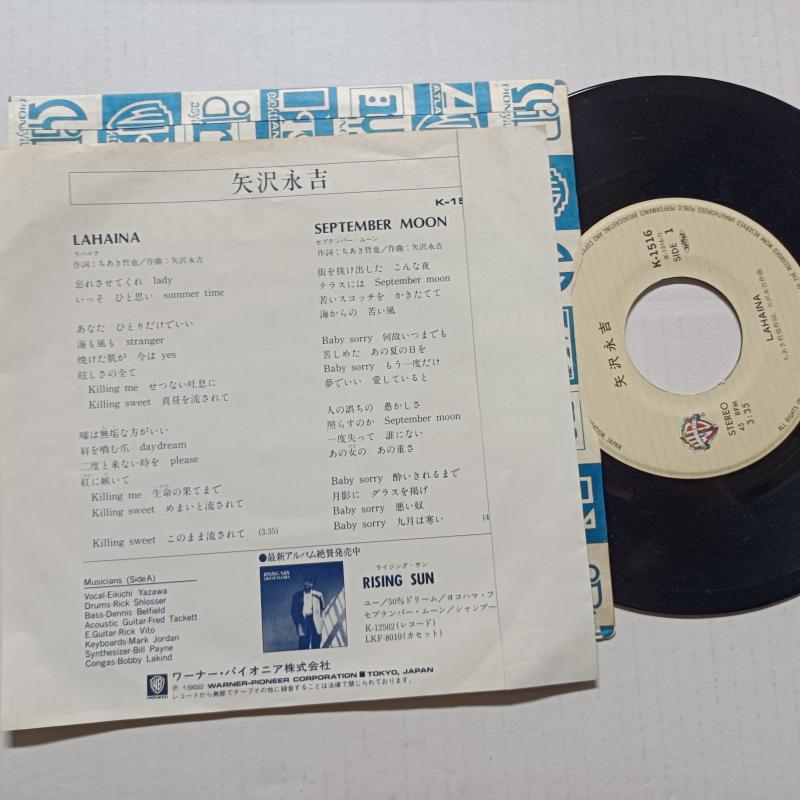 矢沢永吉
K-15
LAHAINA
ラハイナ
作詞:ちあき哲也/作曲:矢沢永吉
忘れさせてくれ lady
いっそ ひと思い summer time
あなた ひとりだけでいい
海も風も stranger
焼けた肌が 今は yes
眩しさの全て
Killing me せつない吐息に
Killing sweet 真昼を流されて
嘘は無垢な方がいい
肩を噛む爪 daydream
二度と来ない時を please
紅に嫉いて
Killing me 生命の果てまで
Killing sweet めまいと流されて
Killing sweet このまま流されて (3:35)
SEPTEMBER MOON
セプテンバー・ムーン
作詞:ちあき哲也/作曲:矢沢永吉
街を抜け出した こんな夜
テラスには September moon
苦いスコッチを かきたてて
海からの 苦い風
Baby sorry 何故いつまでも
苦しめた あの夏の日を
Baby sorry もう一度だけ
夢でいい 愛していると
人の誤ちの 愚かしさ
照らすのか September moon
一度失って 誰にない
あの女の あの重さ
Baby sorry 酔いきれるまで
月影に グラスを掲げ
Baby sorry 悪い奴
Baby sorry 九月は寒い (4
Musicians (SideA)
Vocal-Eikichi Yazawa
Drums-Rick Shlosser
Bass-Dennis Belfield
Acoustic Guitar-Fred Tackett
E.Guitar-Rick Vito
Keyboards-Mark Jordan
Synthesizer-Bill Payne
Congas-Bobby Lakind
●最新アルバム絶賛発売中
RISING SUN
ライジング・サン
RISING SUN
ユー/50%ドリーム/ヨコハマ・フ
セプテンバー・ムーン/シャンプー
K-12502(レコード)
LKF-8010(カセット)
ワーナー・パイオニア株式会社
℗ 1982 WARNER-PIONEER CORPORATION ■ TOKYO, JAPAN
レコードから無断でテープその他に録音することは法律で禁じられております。
K-1516
SIDE 1
LAHAINA
ちあき哲也作詞、矢沢永吉作曲
矢沢永吉
STEREO
45 RPM
3:35